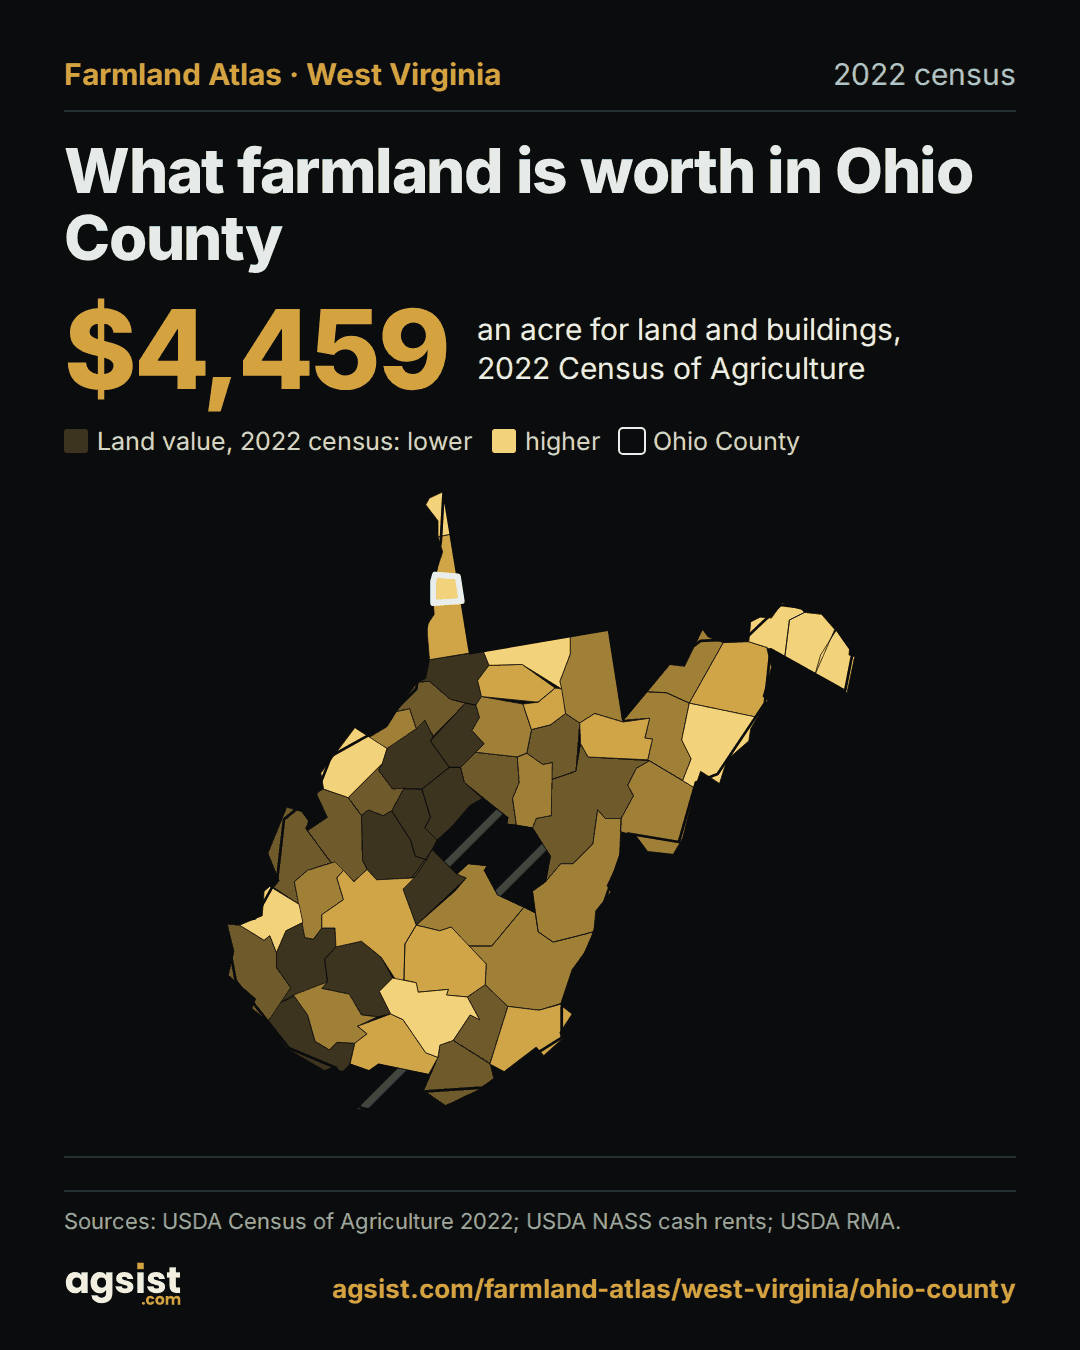 Farmland Atlas · West Virginia
2022 census
What farmland is worth in Ohio
County
$4,459
an acre for land and buildings,
2022 Census of Agriculture
Land value, 2022 census: lower
higher
Ohio County
Sources: USDA Census of Agriculture 2022; USDA NASS cash rents; USDA RMA.
agsist
.com
agsist.com/farmland-atlas/west-virginia/ohio-county